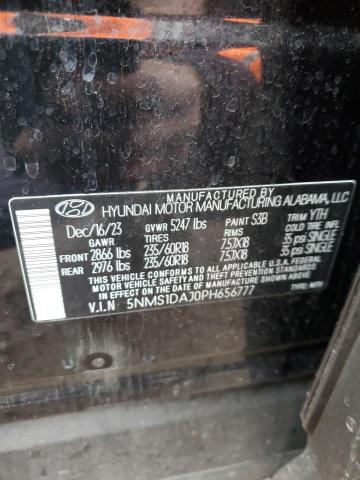 MANUFACTURED BY
HYUNDAI MOTOR MANUFACTURING ALABAMA, LLC
Dec/16/23 GVWR 5247 lbs PAINT S3B TRIM YTH
GAWR TIRES RIMS COLD TIRE INFL
FRONT 2866 lbs 235/60R18 7.5JX18 35 psi SINGLE
REAR 2976 lbs 235/60R18 7.5JX18 35 psi SINGLE
THIS VEHICLE CONFORMS TO ALL APPLICABLE U.S.A. FEDERAL
MOTOR VEHICLE SAFETY, BUMPER, AND THEFT PREVENTION STANDARDS
IN EFFECT ON THE DATE OF MANUFACTURE SHOWN ABOVE.
V.I.N 5NMS1DAJ0PH656777 TYPE: MPV